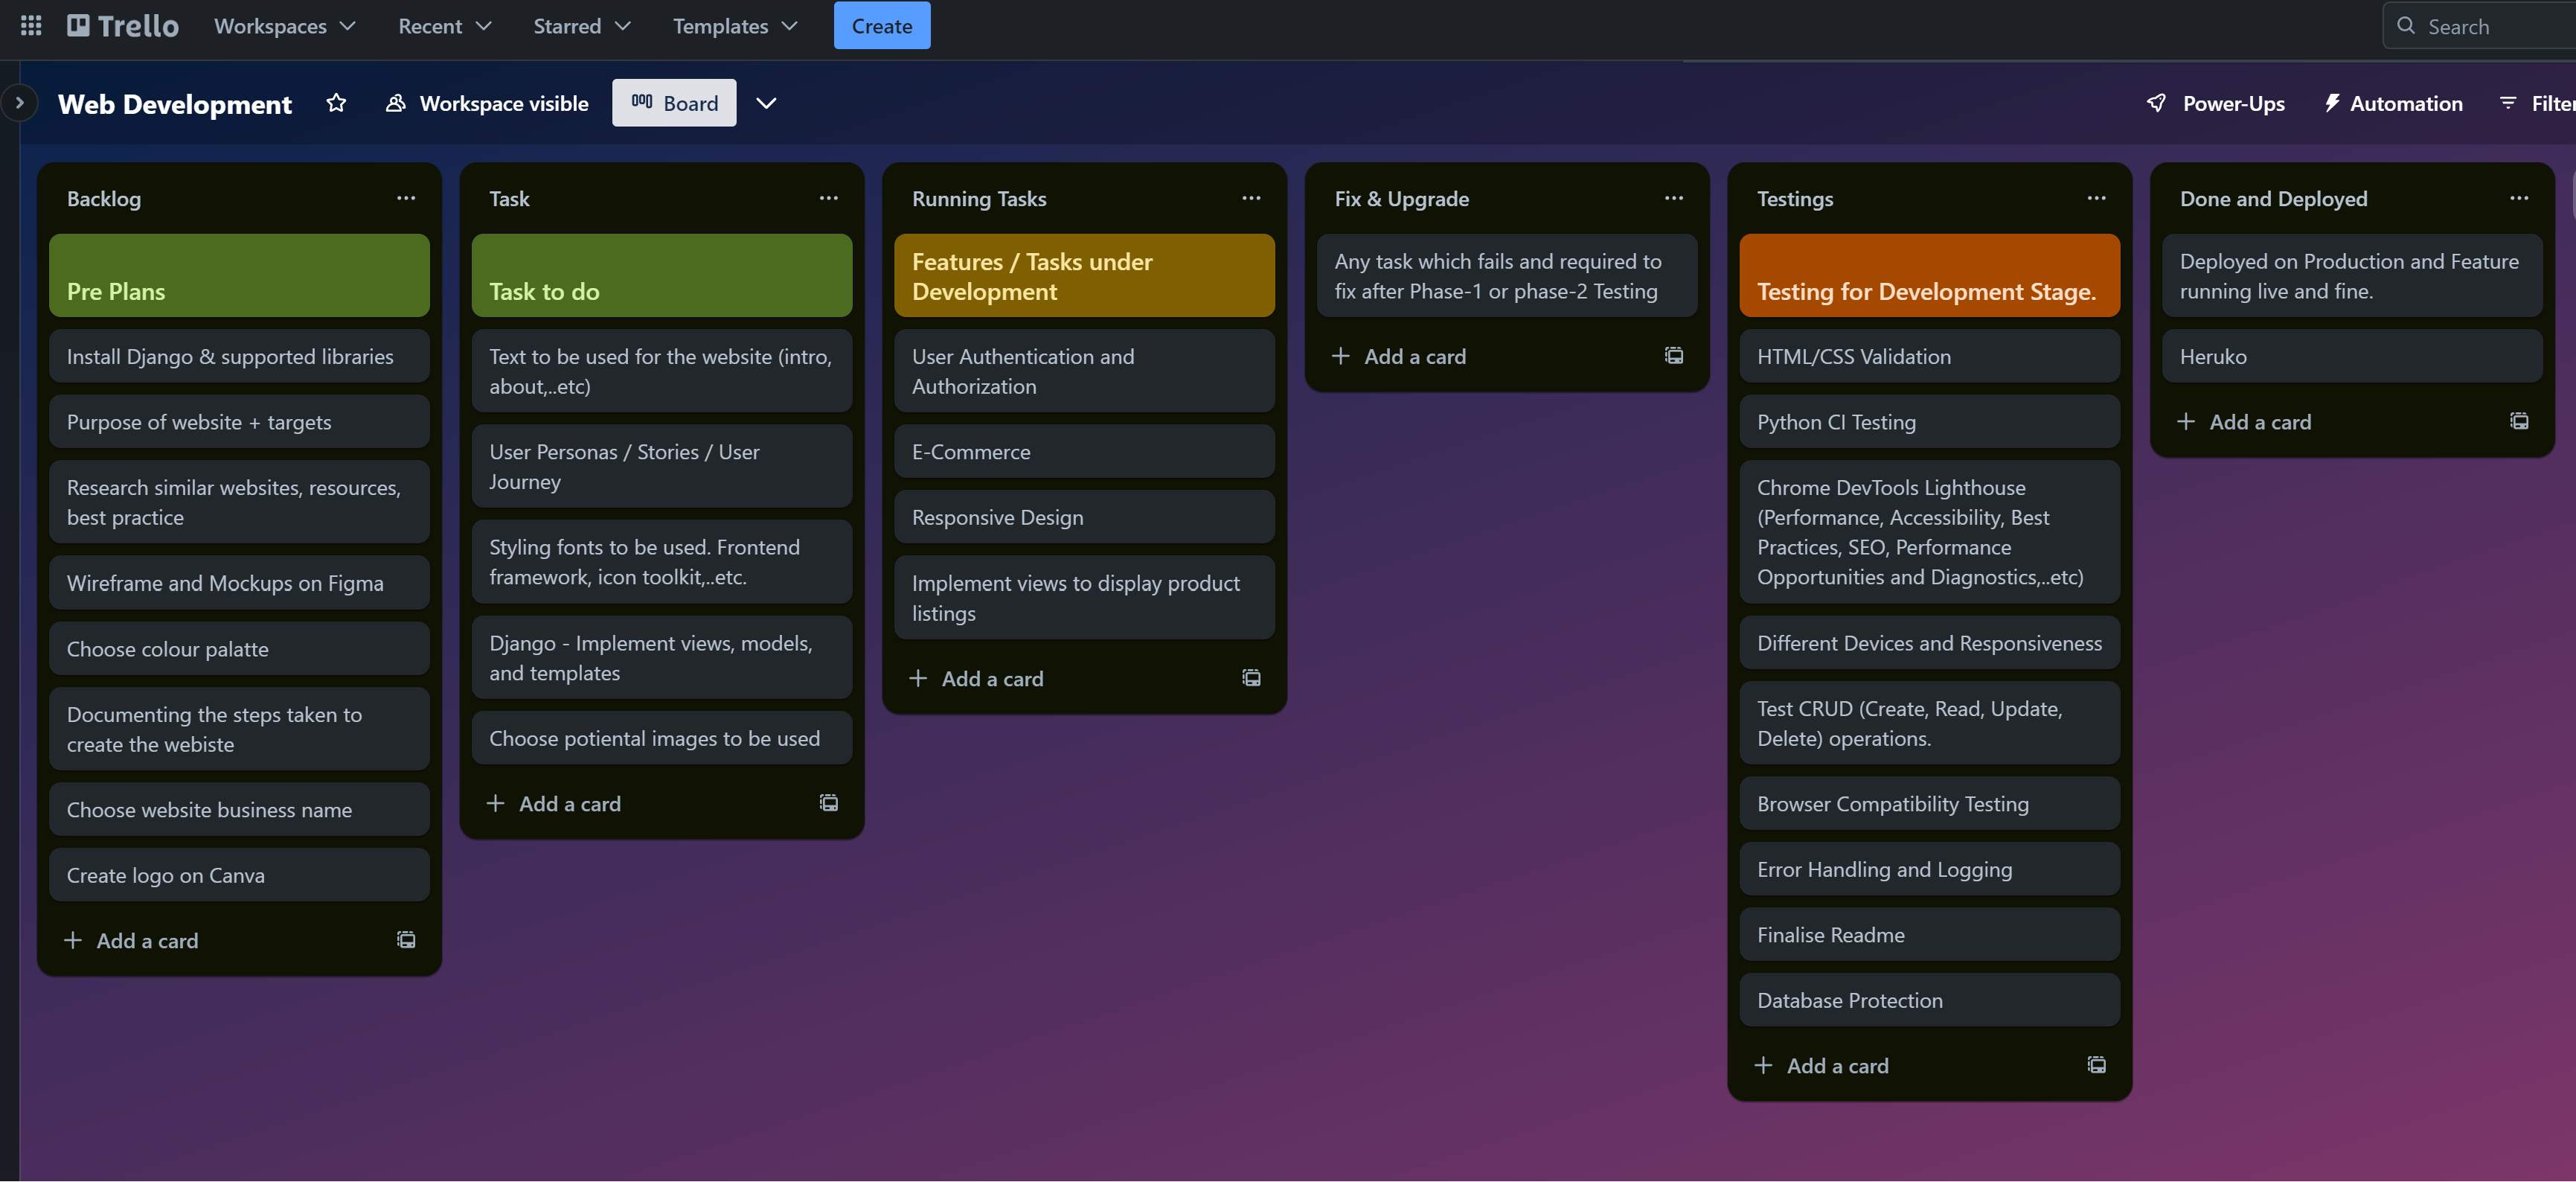 Trello
Workspaces
Recent
Starred
Templates
Create
Search
Web Development
Workspace visible
Board
Power-Ups
Automation
Backlog
Pre Plans
Install Django & supported libraries
Purpose of website + targets
Research similar websites, resources,
best practice
Wireframe and Mockups on Figma
Choose colour palatte
Documenting the steps taken to
create the webiste
Choose website business name
Create logo on Canva
Add a card
Task
Task to do
Text to be used for the website (intro,
about,..etc)
User Personas / Stories / User
Journey
Styling fonts to be used. Frontend
framework, icon toolkit,..etc.
Django - Implement views, models,
and templates
Choose potiental images to be used
Add a card
Running Tasks
Features / Tasks under
Development
User Authentication and
Authorization
E-Commerce
Responsive Design
Implement views to display product
listings
Add a card
Fix & Upgrade
Any task which fails and required to
fix after Phase-1 or phase-2 Testing
Add a card
Testings
Testing for Development Stage.
HTML/CSS Validation
Python CI Testing
Chrome DevTools Lighthouse
(Performance, Accessibility, Best
Practices, SEO, Performance
Opportunities and Diagnostics,..etc)
Different Devices and Responsiveness
Test CRUD (Create, Read, Update,
Delete) operations.
Browser Compatibility Testing
Error Handling and Logging
Finalise Readme
Database Protection
Add a card
Done and Deployed
Deployed on Production and Feature
running live and fine.
Heruko
Add a card